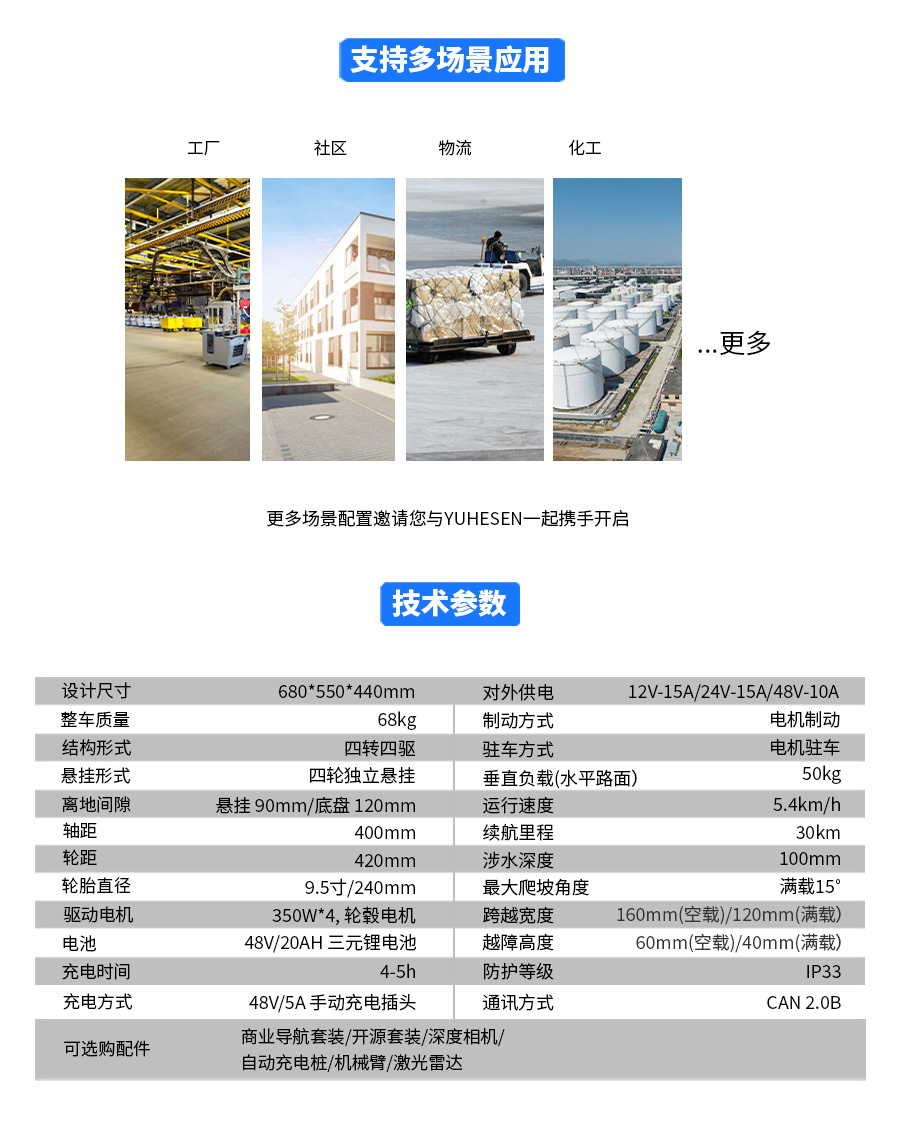 支持多场景应用
工厂 社区 物流 化工
...更多
更多场景配置邀请您与YUHESEN一起携手开启
技术参数
设计尺寸 680*550*440mm 对外供电 12V-15A/24V-15A/48V-10A
整车质量 68kg 制动方式 电机制动
结构形式 四转四驱 驻车方式 电机驻车
悬挂形式 四轮独立悬挂 垂直负载(水平路面) 50kg
离地间隙 悬挂 90mm/底盘 120mm 运行速度 5.4km/h
轴距 400mm 续航里程 30km
轮距 420mm 涉水深度 100mm
轮胎直径 9.5寸/240mm 最大爬坡角度 满载15°
驱动电机 350W*4, 轮毂电机 跨越宽度 160mm(空载)/120mm(满载)
电池 48V/20AH 三元锂电池 越障高度 60mm(空载)/40mm(满载)
充电时间 4-5h 防护等级 IP33
充电方式 48V/5A 手动充电插头 通讯方式 CAN 2.0B
可选购配件 商业导航套装/开源套装/深度相机/
自动充电桩/机械臂/激光雷达